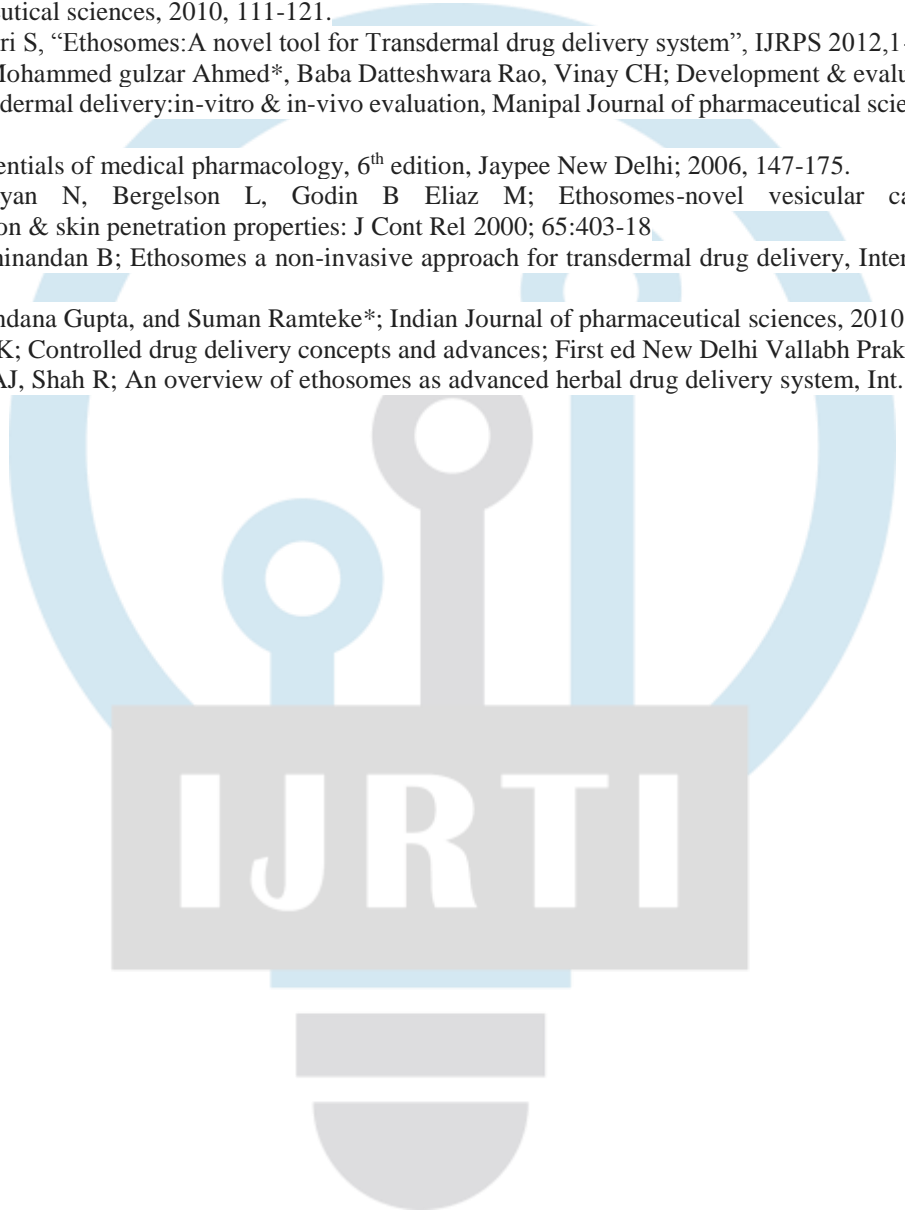 eutical sciences, 2010, 111-121.
ri S, “Ethosomes:A novel tool for Transdermal drug delivery system”, IJRPS 2012,1-
Mohammed gulzar Ahmed*, Baba Datteshwara Rao, Vinay CH; Development & evalu
dermal delivery:in-vitro & in-vivo evaluation, Manipal Journal of pharmaceutical scie
entials of medical pharmacology, 6th edition, Jaypee New Delhi; 2006, 147-175.
yan N, Bergelson L, Godin B Eliaz M; Ethosomes-novel vesicular ca
on & skin penetration properties: J Cont Rel 2000; 65:403-18
inandan B; Ethosomes a non-invasive approach for transdermal drug delivery, Inter
ndana Gupta, and Suman Ramteke*; Indian Journal of pharmaceutical sciences, 2010
K; Controlled drug delivery concepts and advances; First ed New Delhi Vallabh Prak
AJ, Shah R; An overview of ethosomes as advanced herbal drug delivery system, Int.
IJRTI